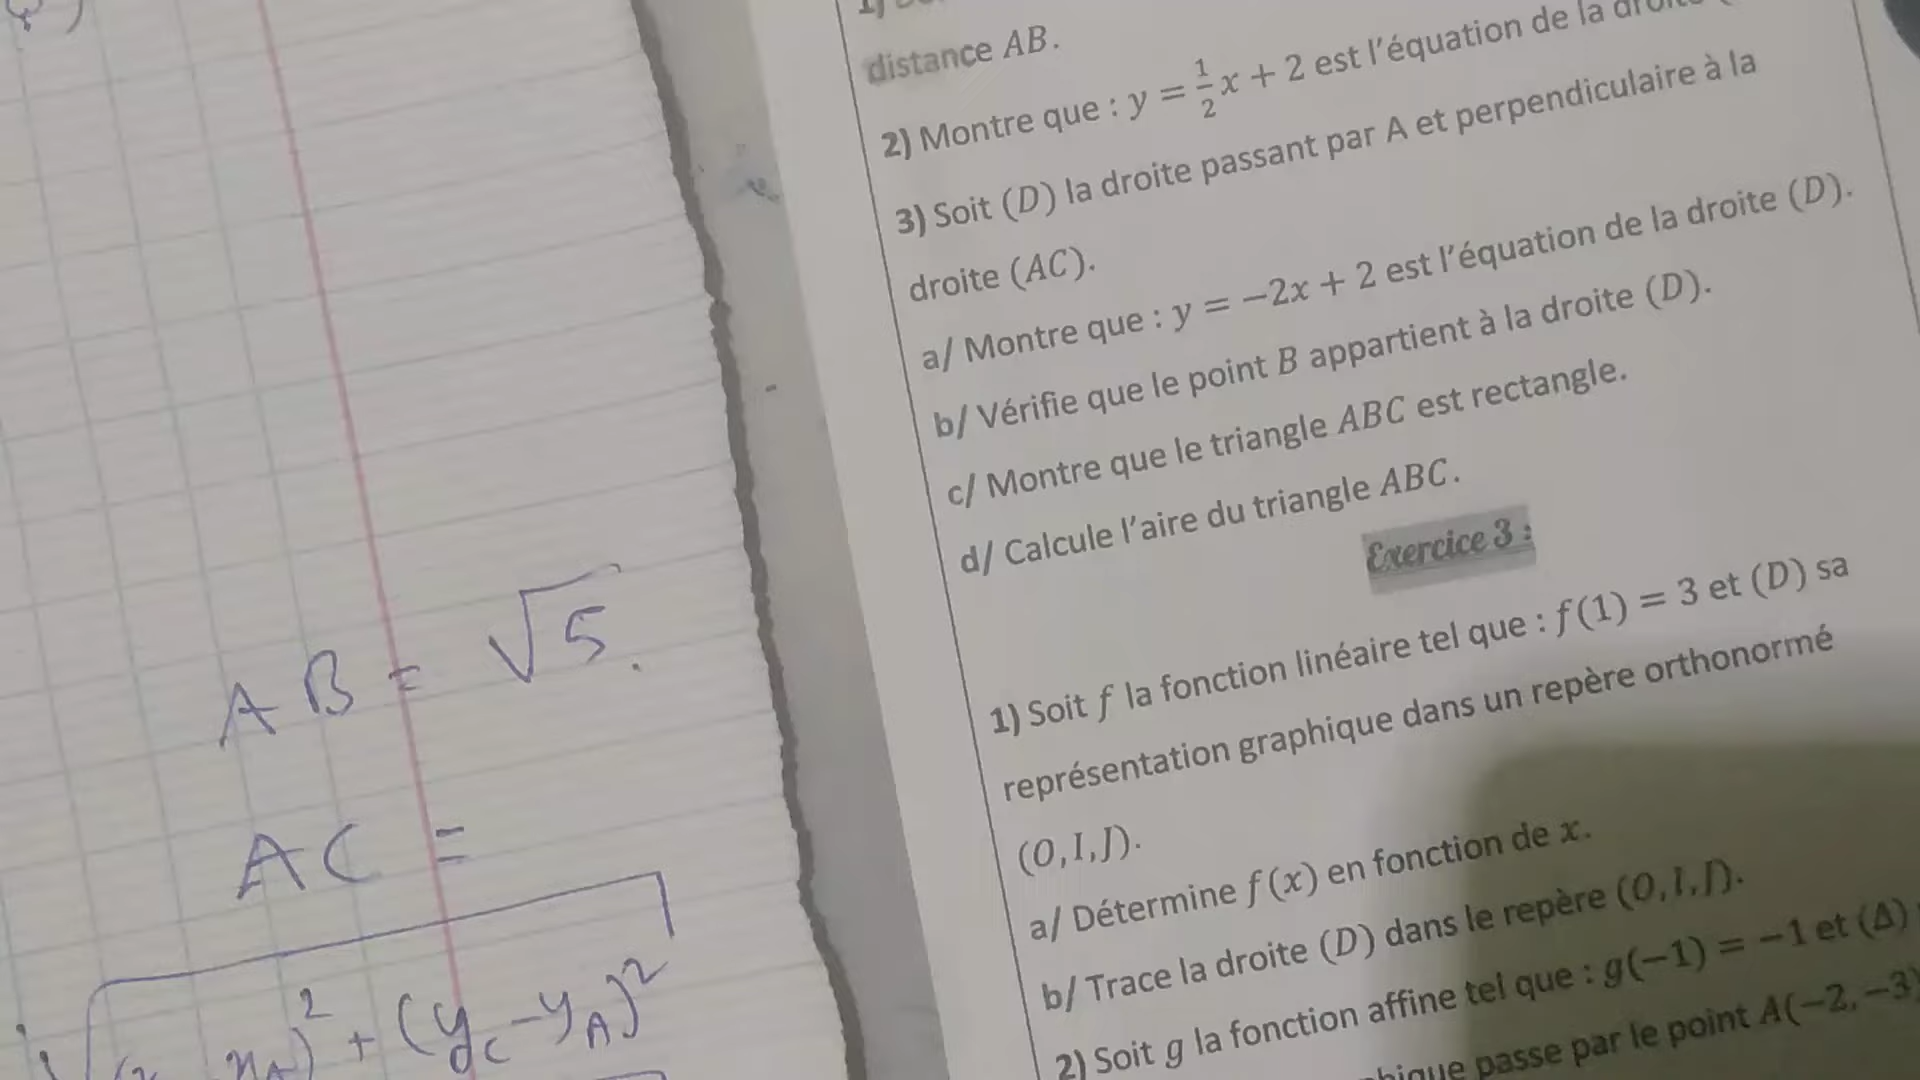 AB = √5.
AC =
x_A)² + (y_C - y_A)²
distance AB.
2) Montre que : y = 1/2 x + 2 est l'équation de la
3) Soit (D) la droite passant par A et perpendiculaire à la
droite (AC).
a/ Montre que : y = −2x + 2 est l'équation de la droite (D).
b/ Vérifie que le point B appartient à la droite (D).
c/ Montre que le triangle ABC est rectangle.
d/ Calcule l'aire du triangle ABC.
Exercice 3 :
1) Soit f la fonction linéaire tel que : f(1) = 3 et (D) sa
représentation graphique dans un repère orthonormé
(O,I,J).
a/ Détermine f(x) en fonction de x.
b/ Trace la droite (D) dans le repère (O,I,J).
2) Soit g la fonction affine tel que : g(−1) = −1 et (Δ)
passe par le point A(−2,−3)